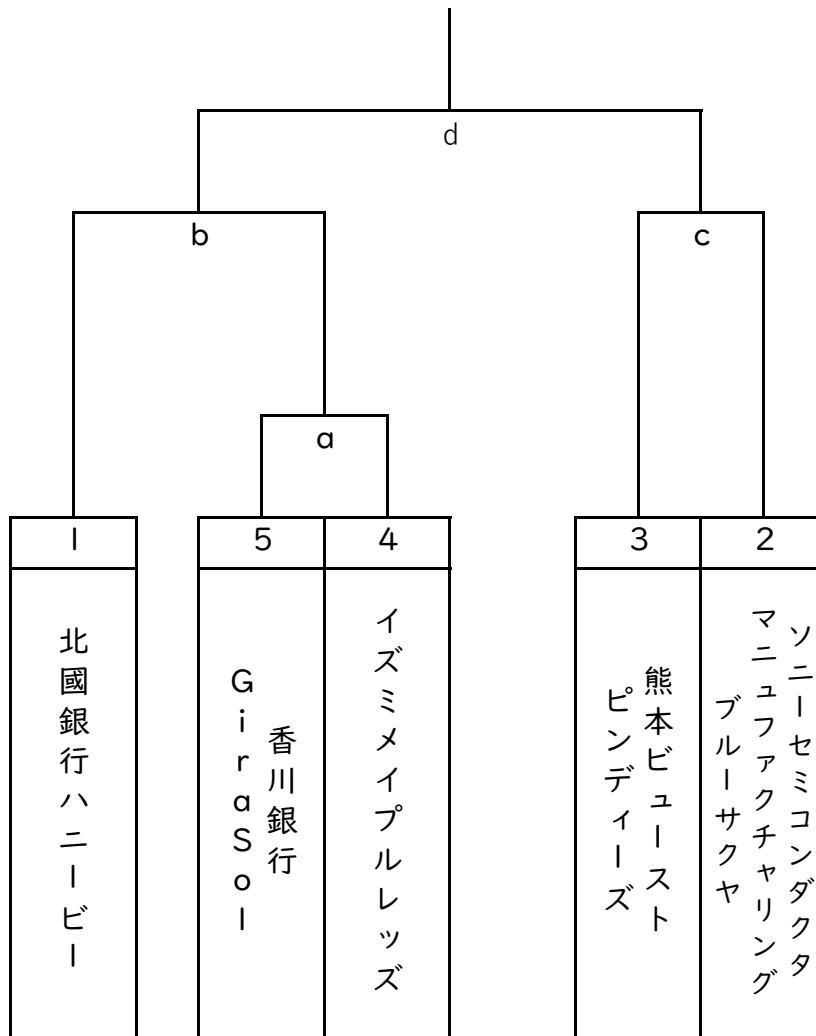 d
b
c
a
1
5
4
3
2
北國銀行ハニービー
香川銀行
GiraSol
イズミメイプルレッズ
熊本ビュースト
ピンディーズ
ソニーセミコンダクタ
マニュファクチャリング
ブルーサクヤ